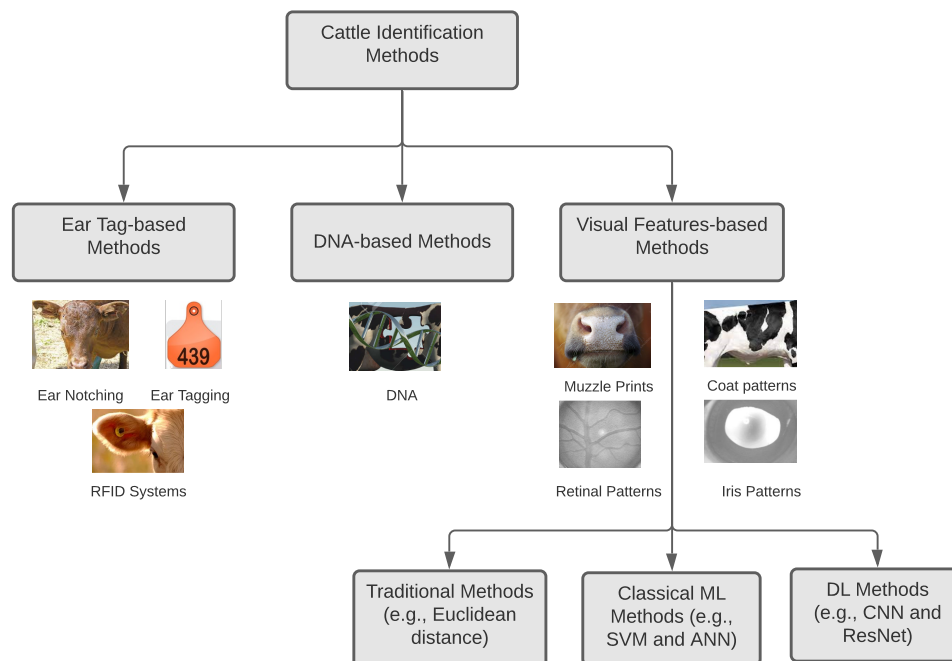 Cattle Identification
Methods
Ear Tag-based
Methods
DNA-based Methods
Visual Features-based
Methods
439
Ear Notching
Ear Tagging
DNA
Muzzle Prints
Coat patterns
RFID Systems
Retinal Patterns
Iris Patterns
Traditional Methods
(e.g., Euclidean
distance)
Classical ML
Methods (e.g.,
SVM and ANN)
DL Methods
(e.g., CNN and
ResNet)